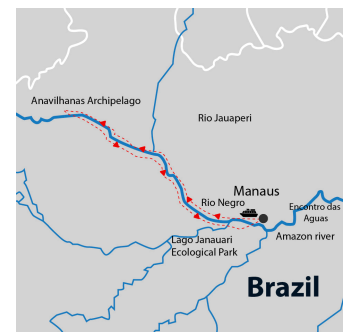 Anavilhanas Archipelago
Rio Jauaperi
Manaus
Rio Negro
Encontro das
Aguas
Amazon river
Lago Janauari
Ecological Park
Brazil